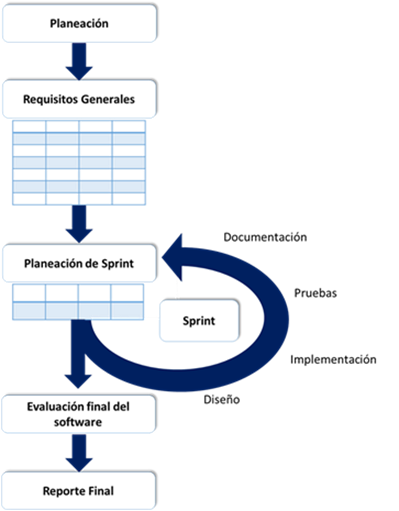 Planeación
Requisitos Generales
Planeación de Sprint
Sprint
Documentación
Pruebas
Implementación
Diseño
Evaluación final del
software
Reporte Final